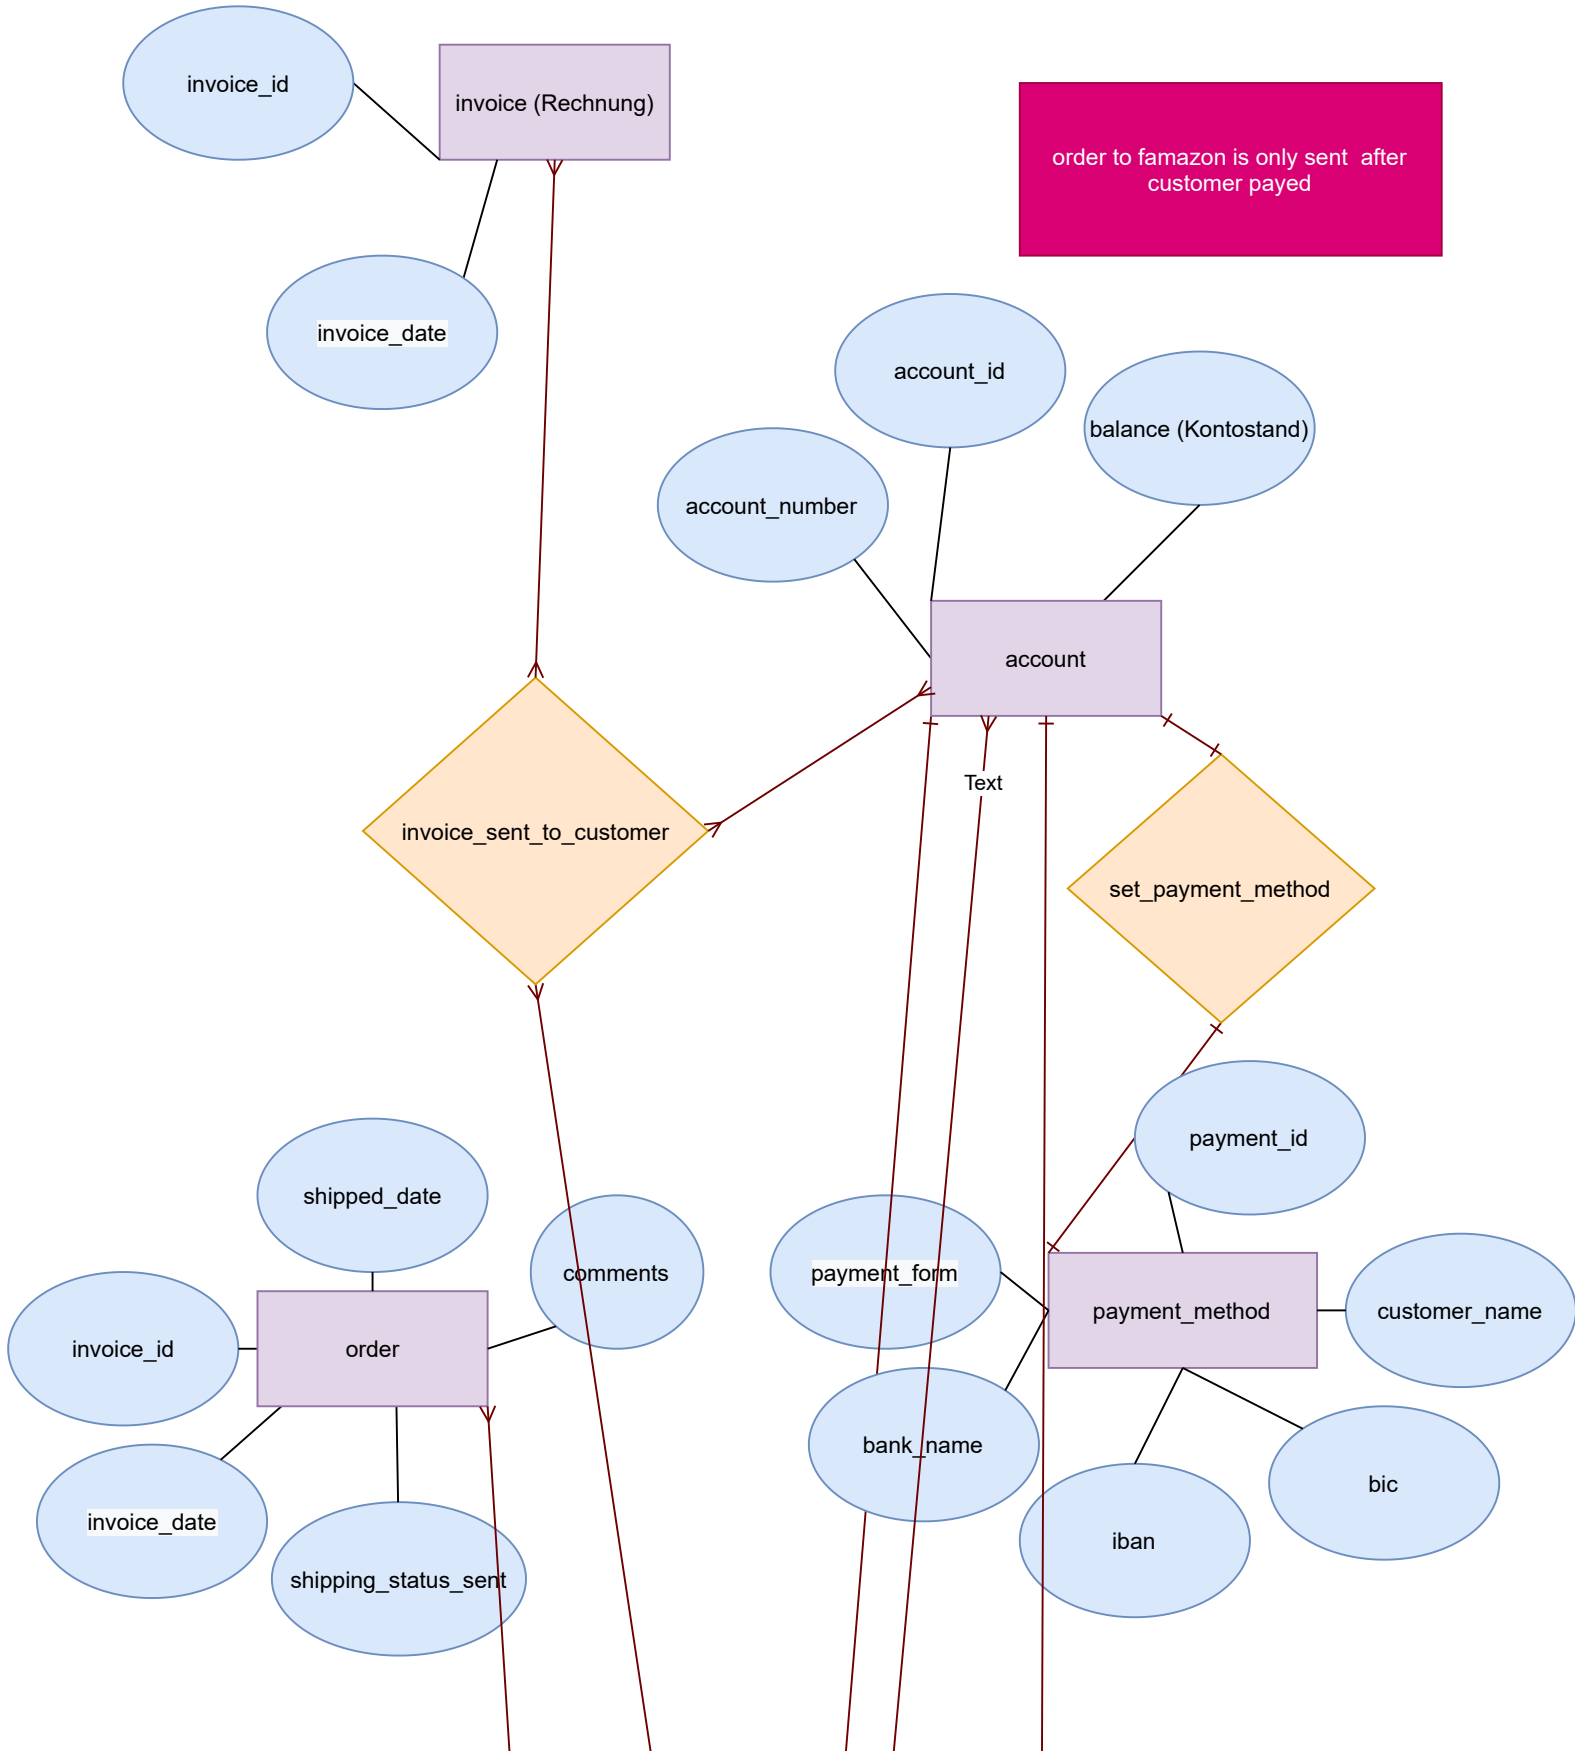 invoice_id
invoice (Rechnung)
order to famazon is only sent  after
customer payed
invoice_date
account_id
balance (Kontostand)
account_number
account
Text
invoice_sent_to_customer
set_payment_method
payment_id
shipped_date
comments
payment_form
payment_method
customer_name
invoice_id
order
bank_name
bic
invoice_date
iban
shipping_status_sent